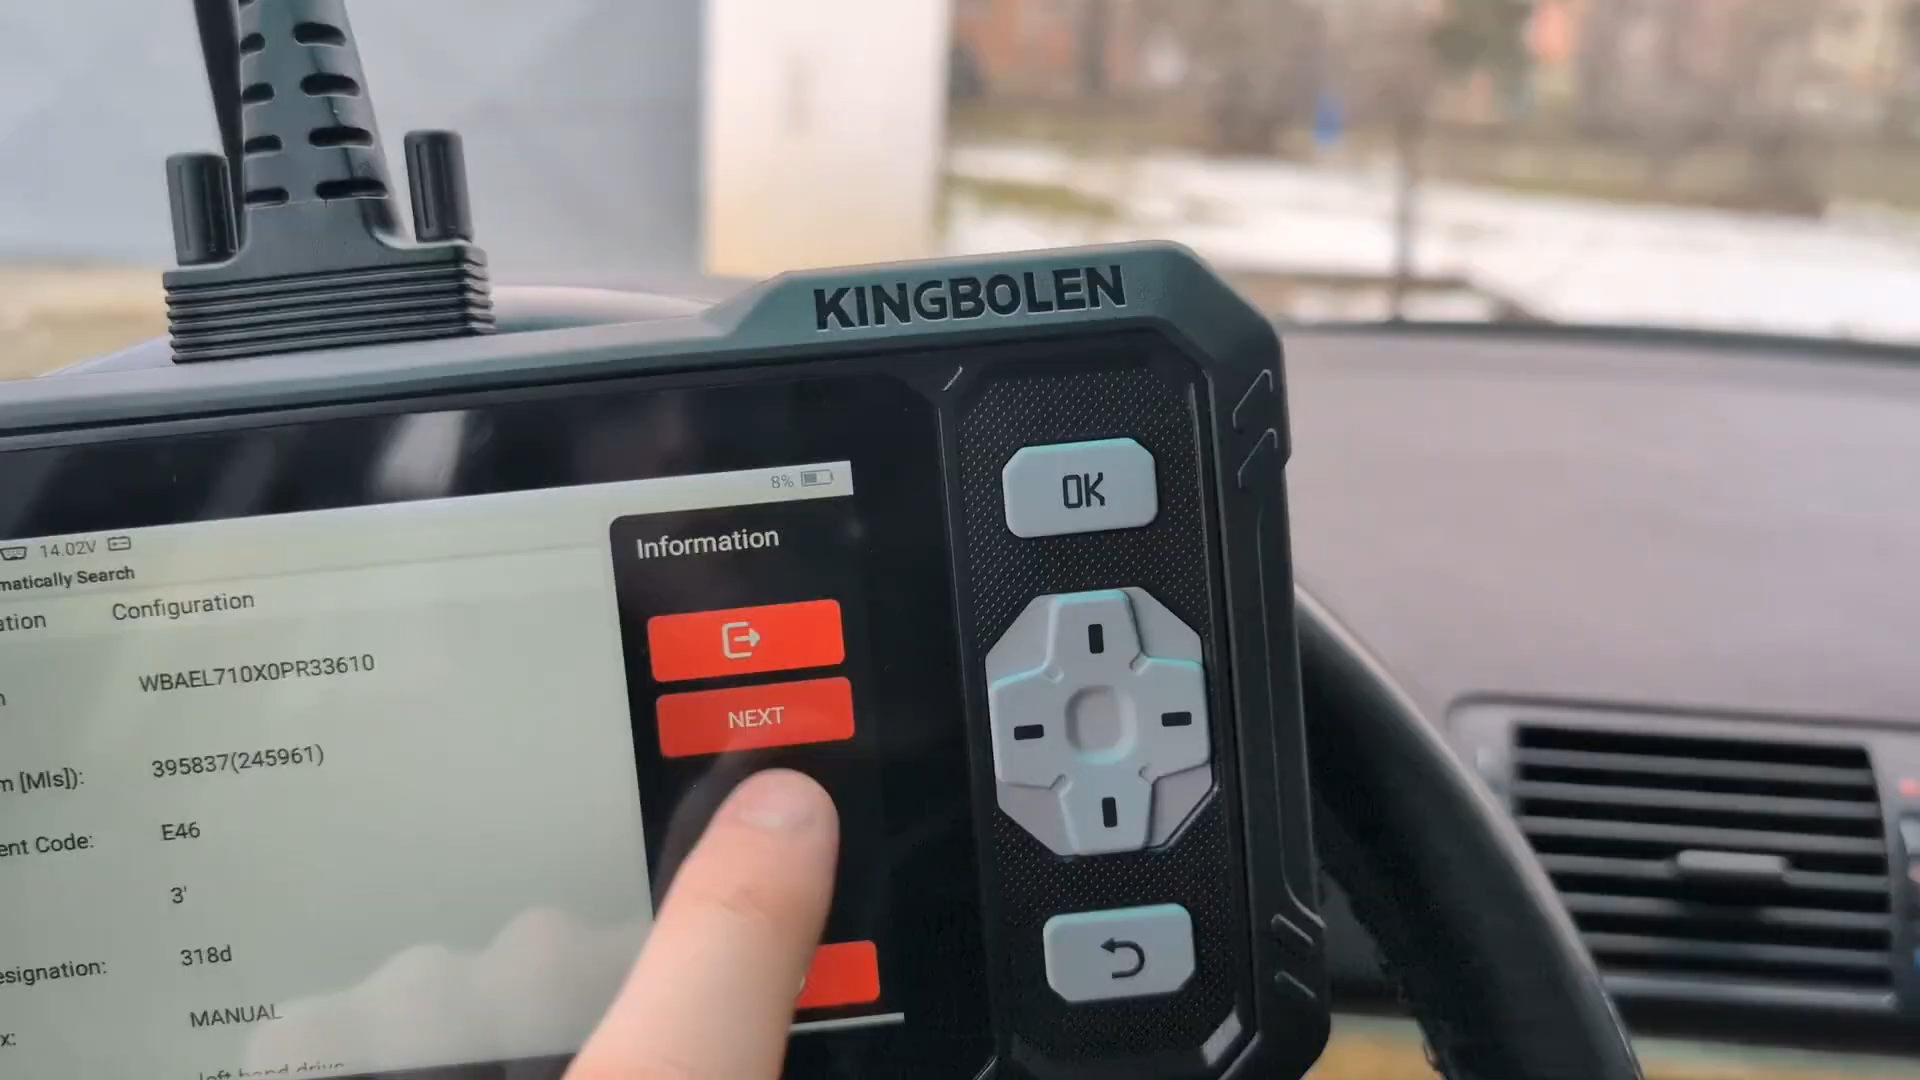 KINGBOLEN
OK
8%
14.02V
matically Search
Information
ation Configuration
WBAEL710X0PR33610
NEXT
m [Mls]): 395837(245961)
ent Code: E46
3'
esignation: 318d
x: MANUAL
left hand drive